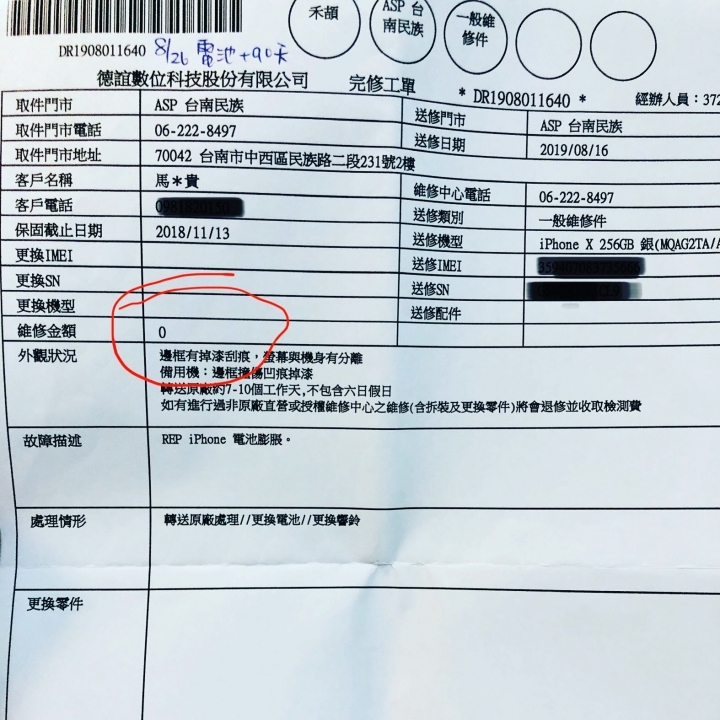 禾頡
ASP 台
南民族
一般維
修件
DR1908011640 8/26 電池+90天
德誼數位科技股份有限公司 完修工單 * DR1908011640 * 經辦人員：372
取件門市 ASP 台南民族 送修門市 ASP 台南民族
取件門市電話 06-222-8497 送修日期 2019/08/16
取件門市地址 70042 台南市中西區民族路二段231號2樓
客戶名稱 馬＊貴 維修中心電話 06-222-8497
客戶電話 送修類別 一般維修件
保固截止日期 2018/11/13 送修機型 iPhone X 256GB 銀(MQAG2TA/A
更換IMEI 送修IMEI
更換SN 送修SN
更換機型 送修配件
維修金額 0
外觀狀況 邊框有掉漆刮痕，螢幕與機身有分離
備用機：邊框撞傷凹痕掉漆
轉送原廠約7-10個工作天,不包含六日假日
如有進行過非原廠直營或授權維修中心之維修(含拆裝及更換零件)將會退修並收取檢測費
故障描述 REP iPhone 電池膨脹。
處理情形 轉送原廠處理//更換電池//更換響鈴
更換零件